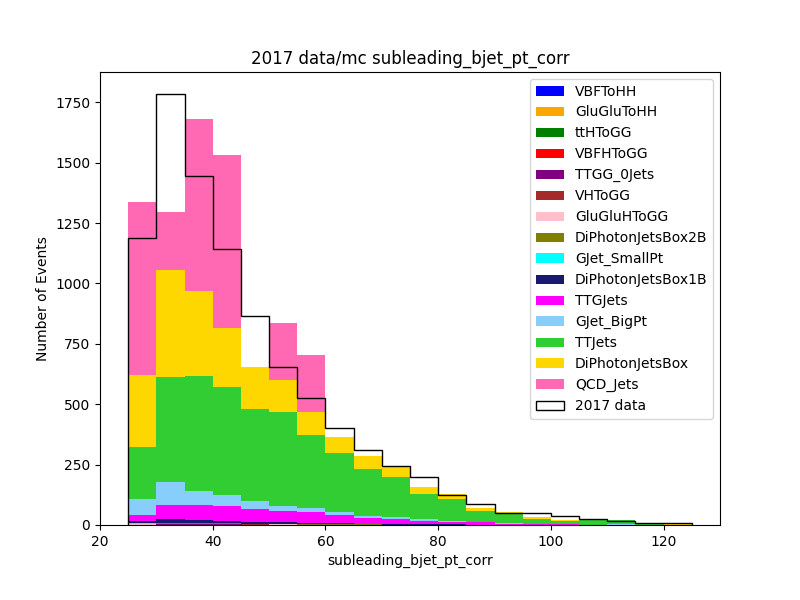 2017 data/mc subleading_bjet_pt_corr
VBFToHH
GluGluToHH
ttHToGG
VBFHToGG
TTGG_0Jets
VHToGG
GluGluHToGG
DiPhotonJetsBox2B
GJet_SmallPt
DiPhotonJetsBox1B
TTGJets
GJet_BigPt
TTJets
DiPhotonJetsBox
QCD_Jets
2017 data
Number of Events
1750
1500
1250
1000
750
500
250
0
20
40
60
80
100
120
subleading_bjet_pt_corr